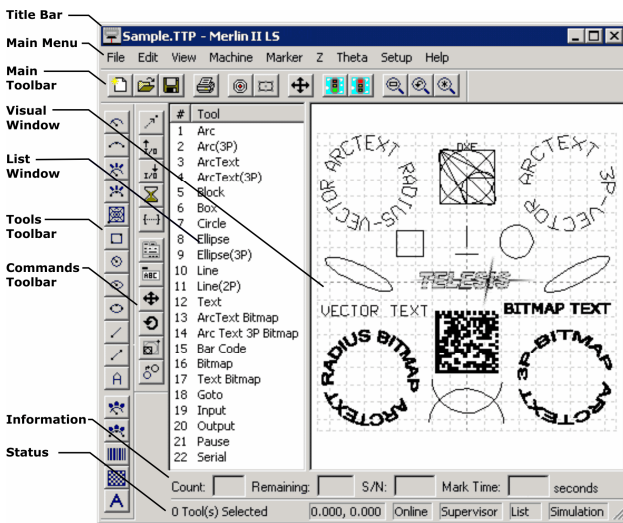 Title Bar
Sample.TTP - Merlin II LS
Main Menu
File Edit View Machine Marker Z Theta Setup Help
Main
Toolbar
Visual
Window
List
Window
Tools
Toolbar
Commands
Toolbar
Information
Status
I/O
I/O
ABC
A
A
# Tool
1 Arc
2 Arc(3P)
3 ArcText
4 ArcText(3P)
5 Block
6 Box
7 Circle
8 Ellipse
9 Ellipse(3P)
10 Line
11 Line(2P)
12 Text
13 ArcText Bitmap
14 Arc Text 3P Bitmap
15 Bar Code
16 Bitmap
17 Text Bitmap
18 Goto
19 Input
20 Output
21 Pause
22 Serial
RADIUS-VECTOR ARCTEXT
DXF
3P-VECTOR ARCTEXT
TELESIS
VECTOR TEXT
BITMAP TEXT
RADIUS BITMAP ARCTEXT
3P-BITMAP ARCTEXT
Count: Remaining: S/N: Mark Time: seconds
0 Tool(s) Selected 0.000, 0.000 Online Supervisor List Simulation